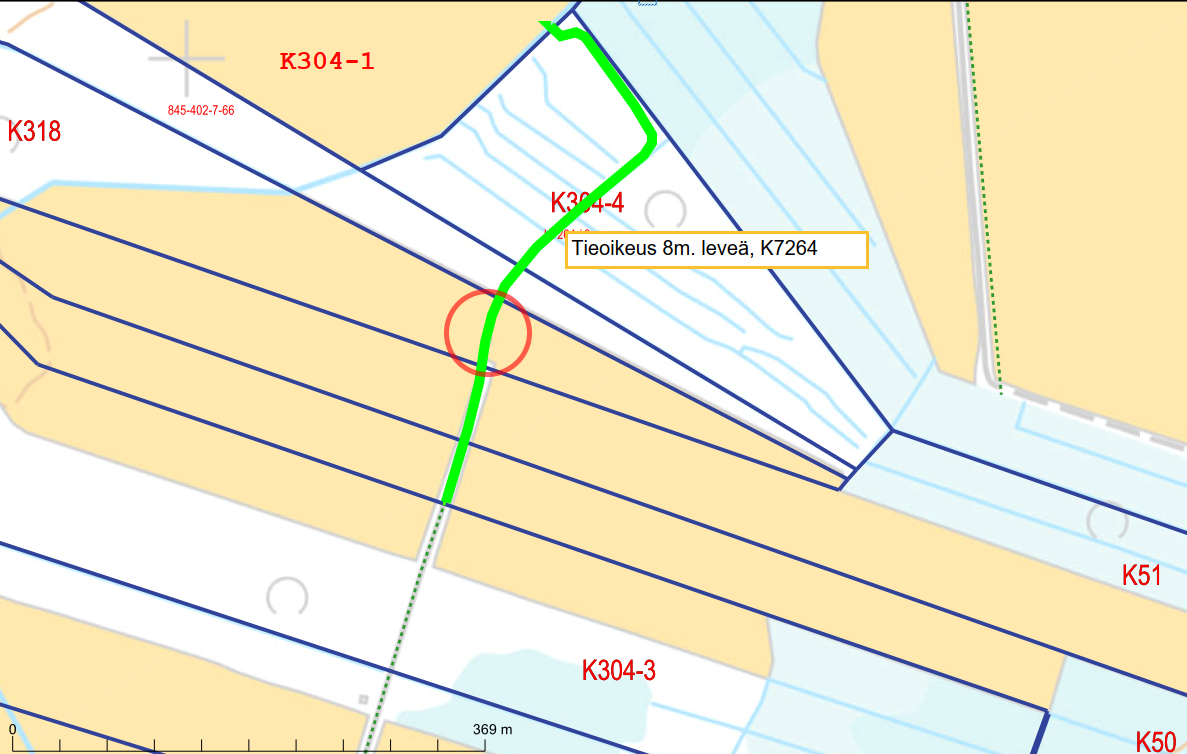 K304-1
845-402-7-66
K318
K304-4
Tieoikeus 8m. leveä, K7264
K51
K304-3
0
369 m
K50